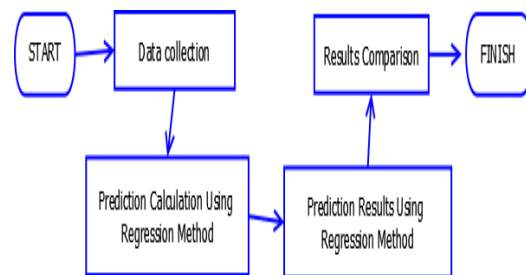 START
Data collection
Prediction Calculation Using
Regression Method
Prediction Results Using
Regression Method
Results Comparison
FINISH